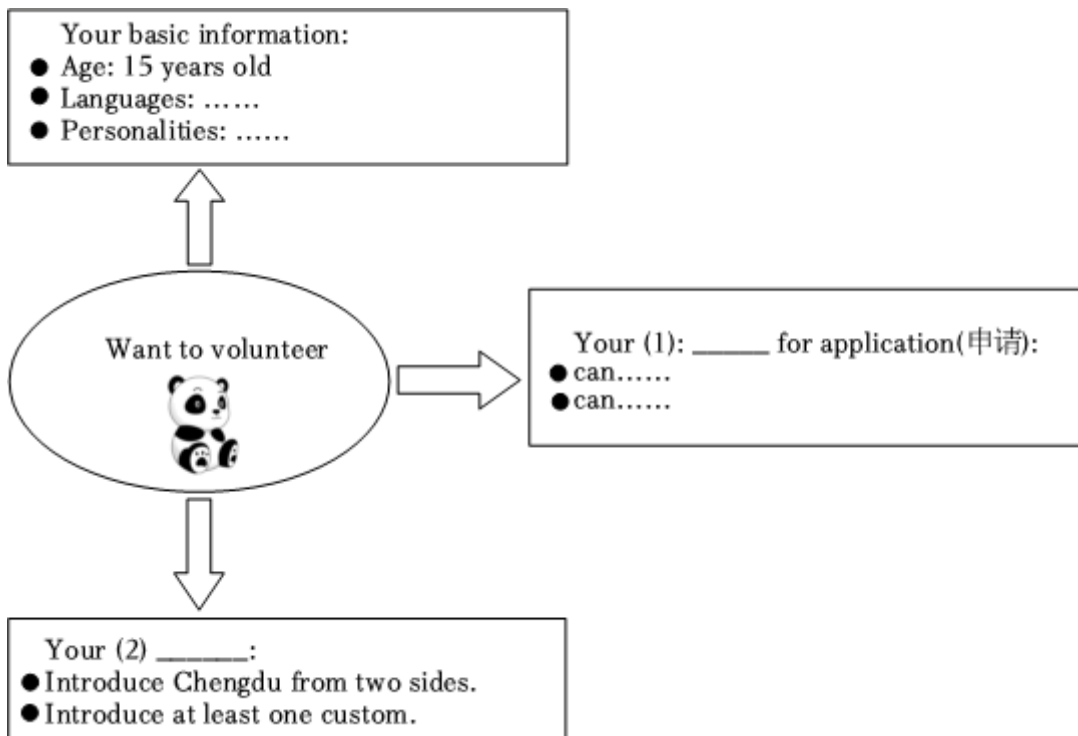 Your basic information:
● Age: 15 years old
● Languages: ……
● Personalities: ……
Want to volunteer
Your (1): ______ for application(申请):
● can……
● can……
Your (2) _______:
● Introduce Chengdu from two sides.
● Introduce at least one custom.